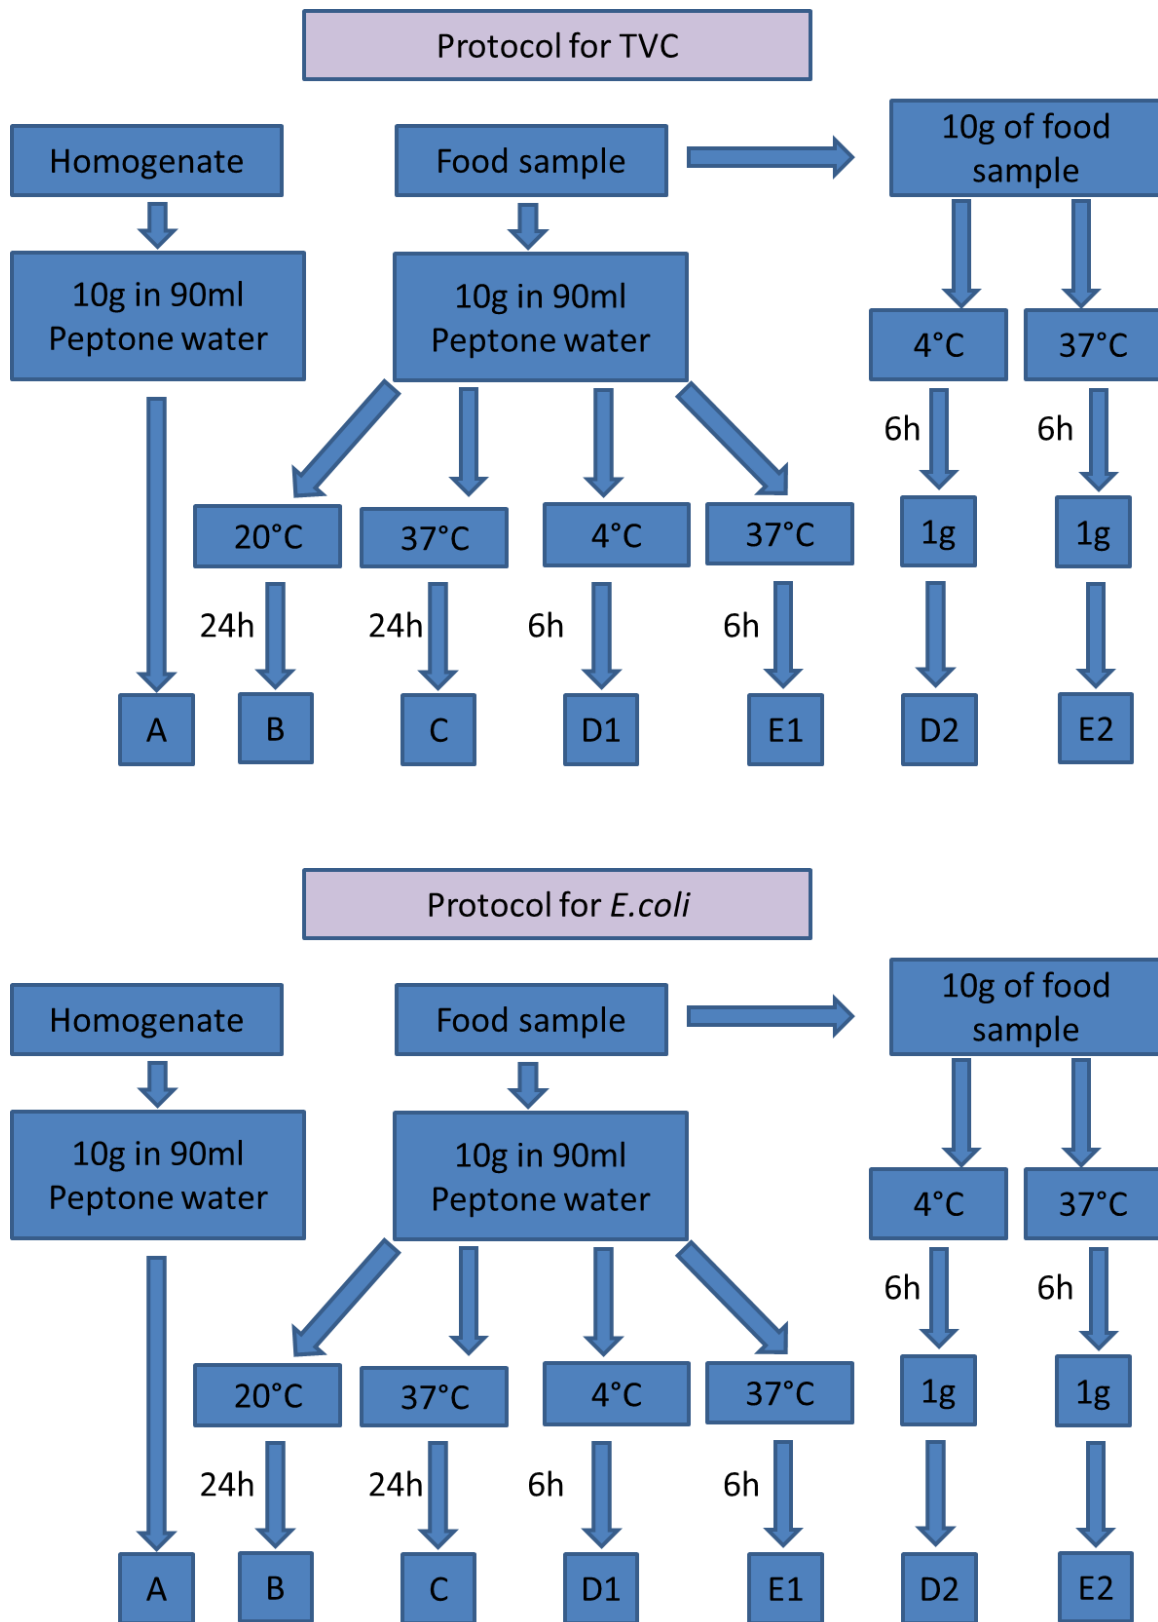 Protocol for TVC
Homogenate
Food sample
10g of food
sample
10g in 90ml
Peptone water
10g in 90ml
Peptone water
4°C
37°C
6h
6h
20°C
37°C
4°C
37°C
1g
1g
24h
24h
6h
6h
A
B
C
D1
E1
D2
E2
Protocol for E.coli
Homogenate
Food sample
10g of food
sample
10g in 90ml
Peptone water
10g in 90ml
Peptone water
4°C
37°C
6h
6h
20°C
37°C
4°C
37°C
1g
1g
24h
24h
6h
6h
A
B
C
D1
E1
D2
E2